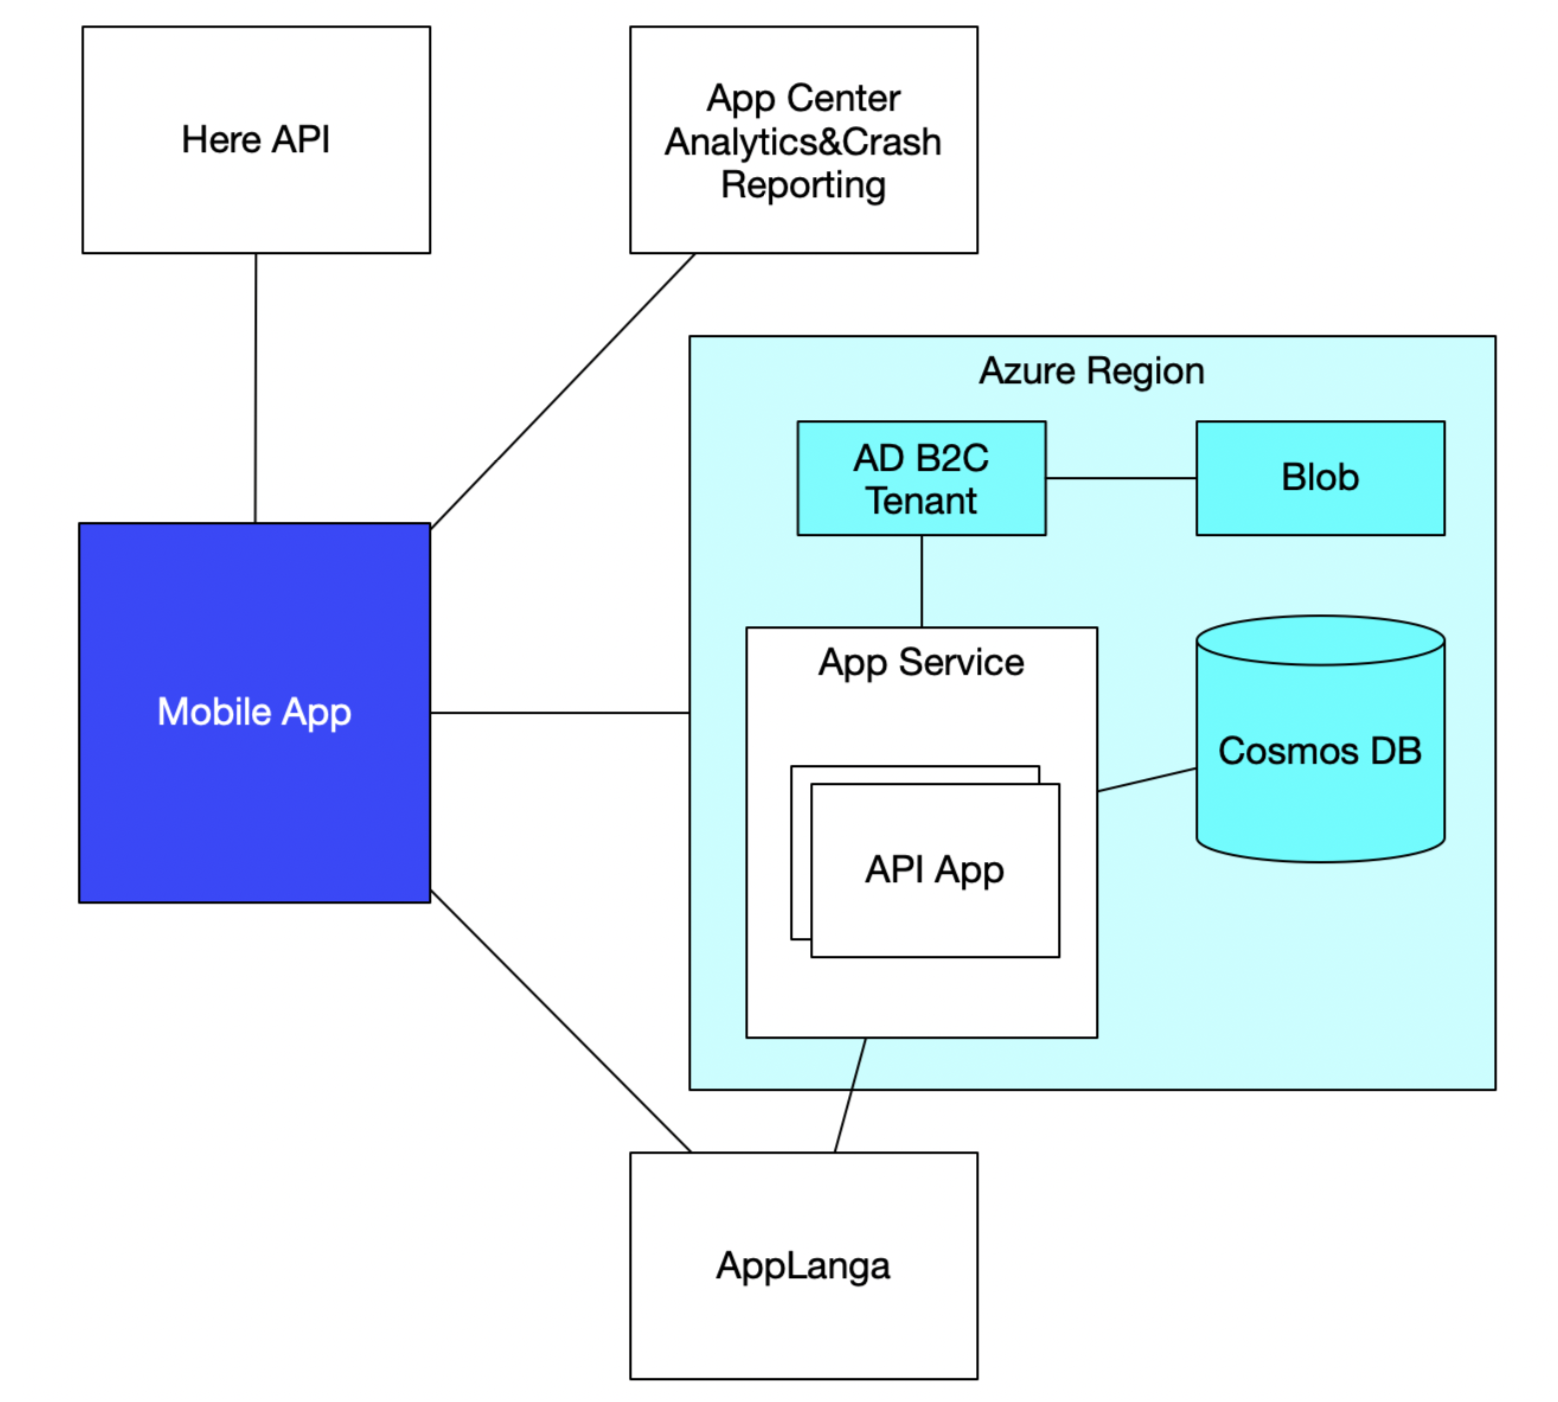 Here API
App Center
Analytics&Crash
Reporting
Azure Region
AD B2C
Tenant
Blob
App Service
Mobile App
Cosmos DB
API App
AppLanga